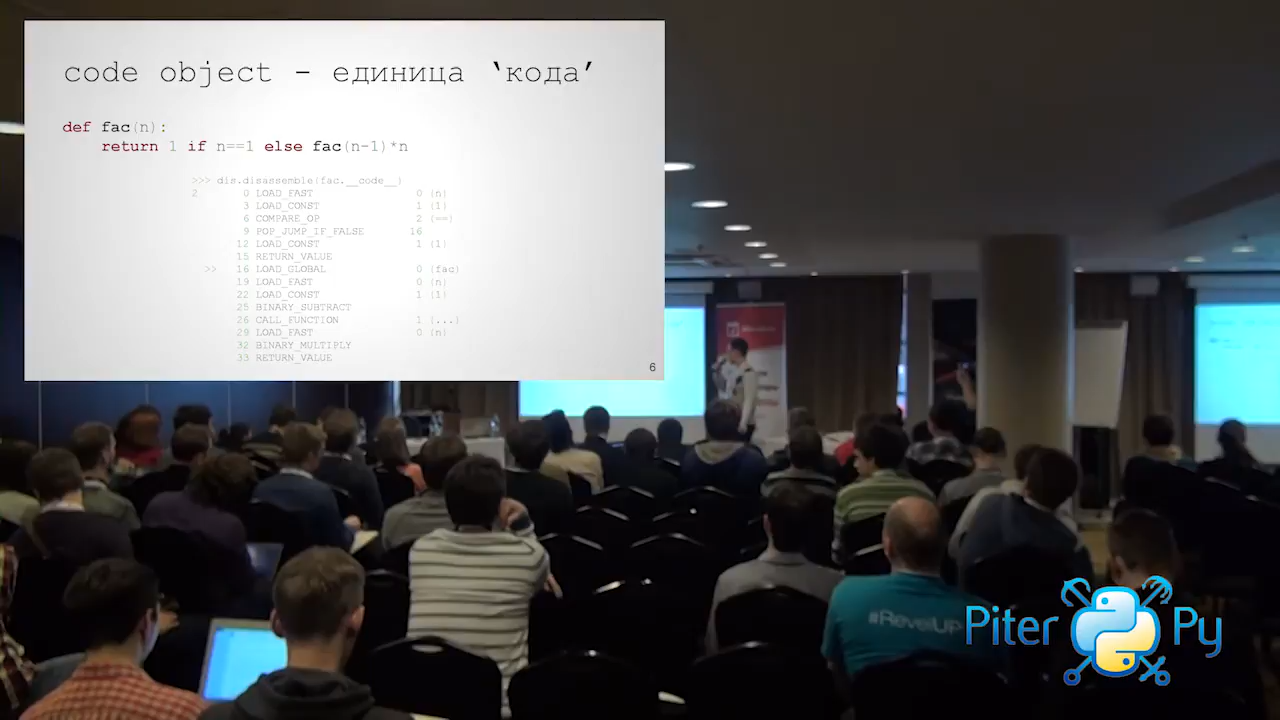 code object - единица ‘кода’
def fac(n):
return 1 if n==1 else fac(n-1)*n
>>> dis.disassemble(fac.__code__)
2 0 LOAD_FAST 0 (n)
3 LOAD_CONST 1 (1)
6 COMPARE_OP 2 (==)
9 POP_JUMP_IF_FALSE 16
12 LOAD_CONST 1 (1)
15 RETURN_VALUE
>> 16 LOAD_GLOBAL 0 (fac)
19 LOAD_FAST 0 (n)
22 LOAD_CONST 1 (1)
25 BINARY_SUBTRACT
26 CALL_FUNCTION 1 (...)
29 LOAD_FAST 0 (n)
32 BINARY_MULTIPLY
33 RETURN_VALUE
6
#RevelUP
Piter Py